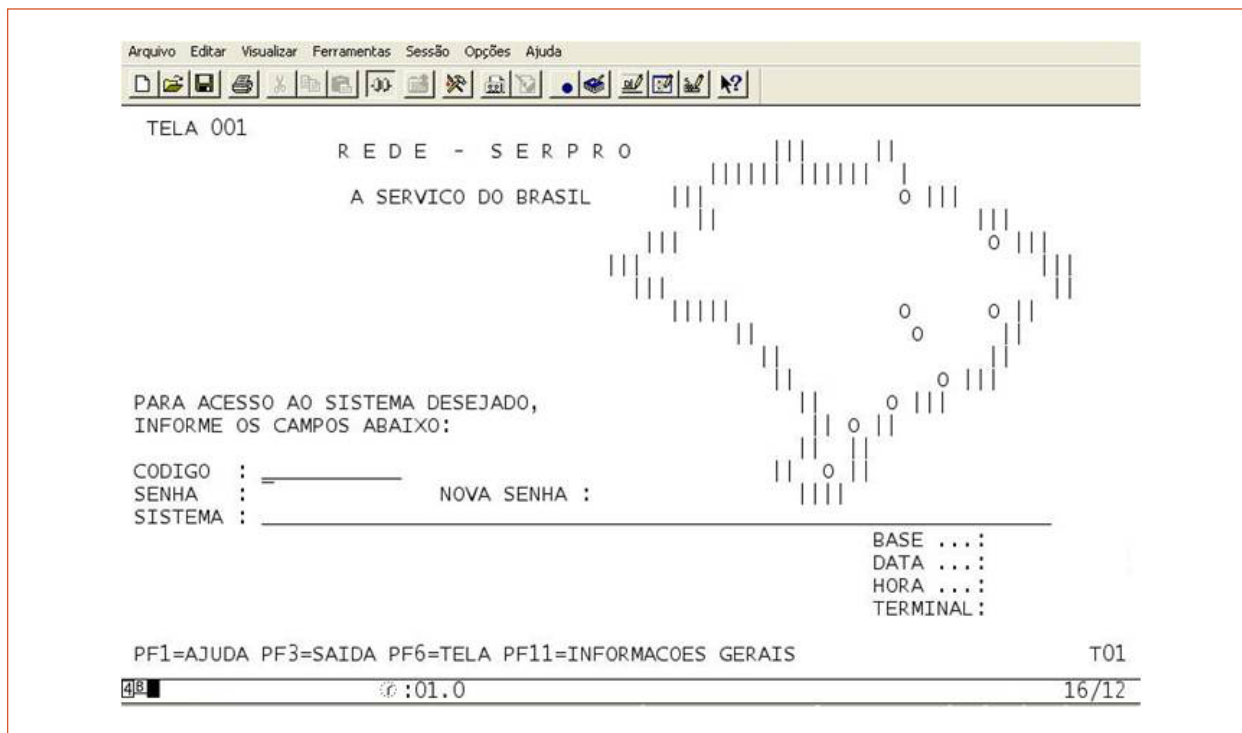 Arquivo Editar Visualizar Ferramentas Sessão Opções Ajuda
TELA 001
R E D E - S E R P R O
A SERVICO DO BRASIL
PARA ACESSO AO SISTEMA DESEJADO,
INFORME OS CAMPOS ABAIXO:
CODIGO :
SENHA : NOVA SENHA :
SISTEMA :
BASE ...:
DATA ...:
HORA ...:
TERMINAL:
PF1=AJUDA PF3=SAIDA PF6=TELA PF11=INFORMACOES GERAIS T01
:01.0 16/12